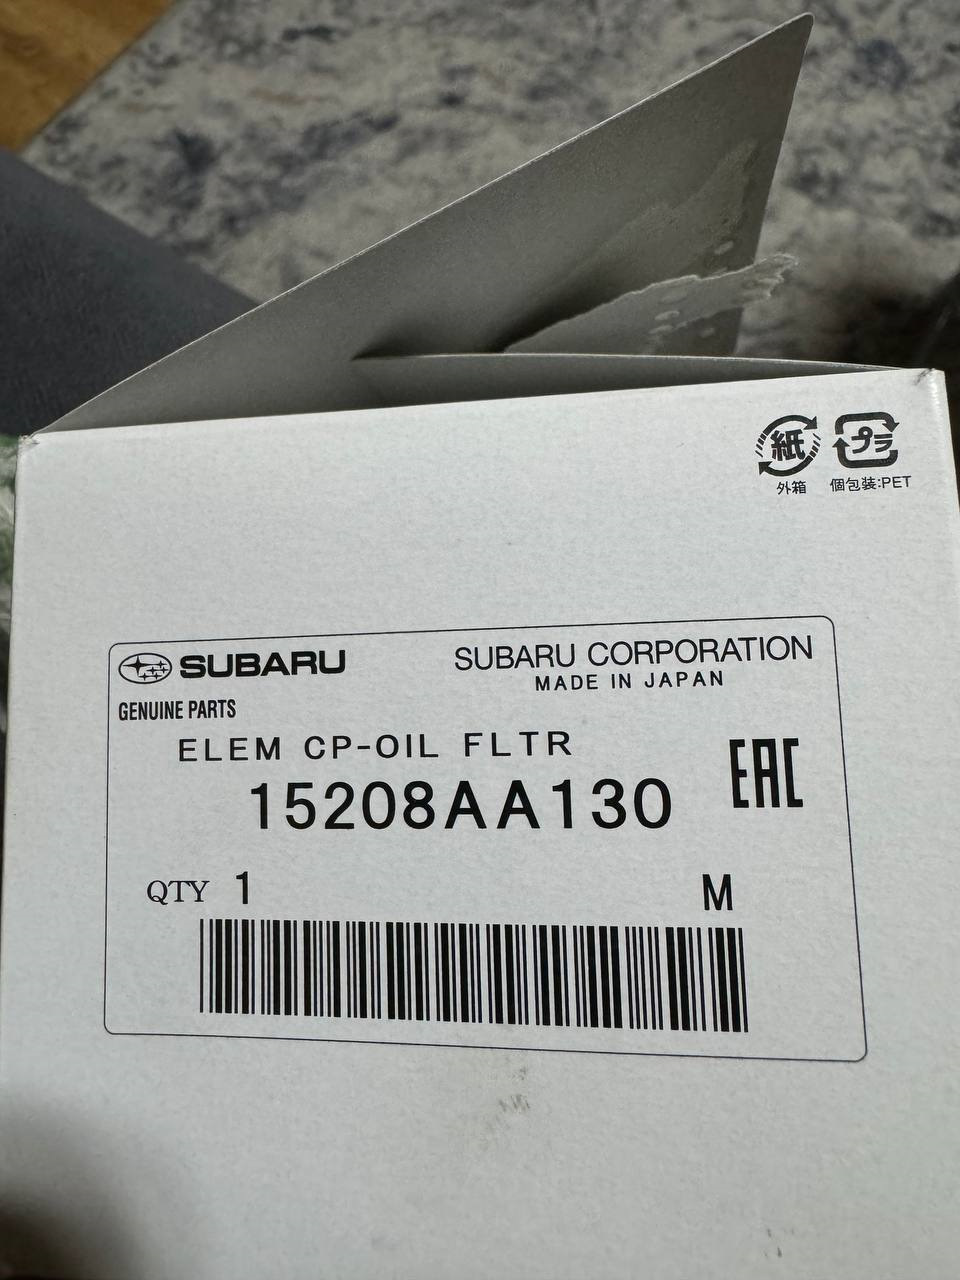 紙 プラ
外箱 個包装:PET
SUBARU SUBARU CORPORATION
MADE IN JAPAN
GENUINE PARTS
ELEM CP-OIL FLTR
EAC
15208AA130
QTY 1 M